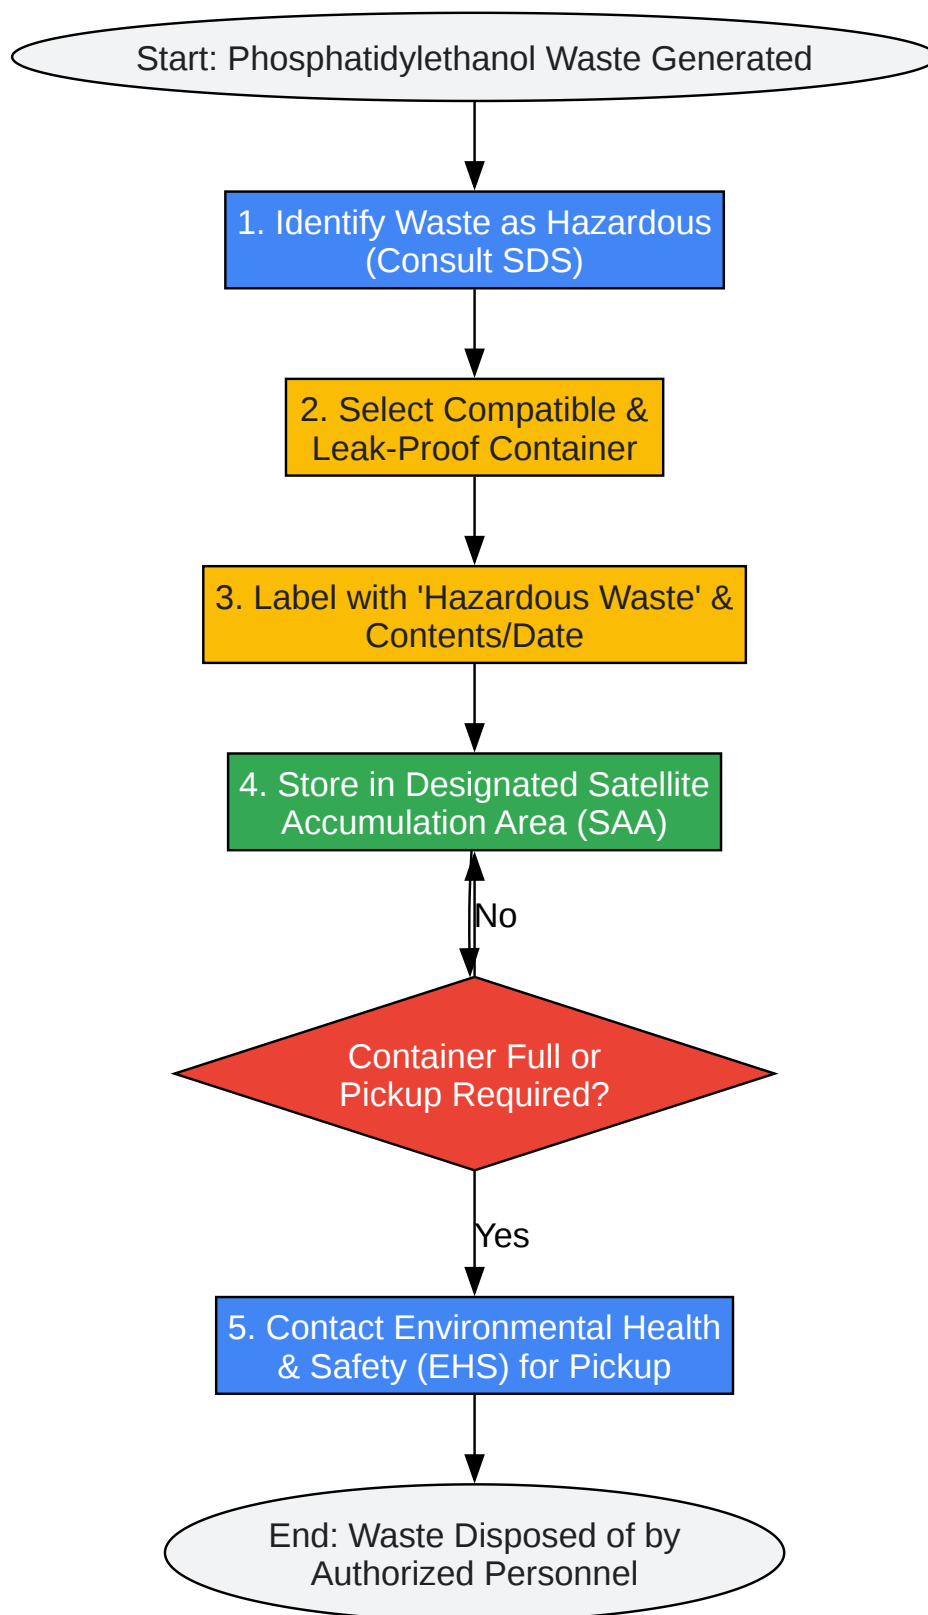 Start: Phosphatidylethanol Waste Generated
1. Identify Waste as Hazardous
(Consult SDS)
2. Select Compatible &
Leak-Proof Container
3. Label with 'Hazardous Waste' &
Contents/Date
4. Store in Designated Satellite
Accumulation Area (SAA)
No
Container Full or
Pickup Required?
Yes
5. Contact Environmental Health
& Safety (EHS) for Pickup
End: Waste Disposed of by
Authorized Personnel